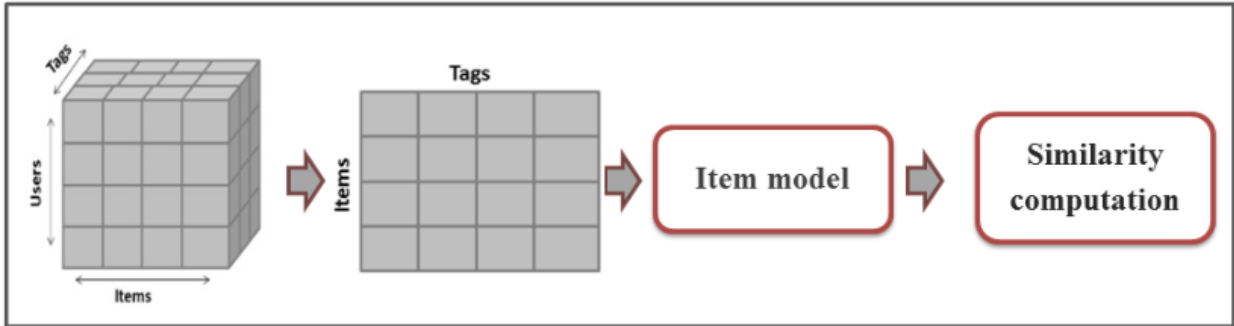 Tags
Users
Items
Tags
Items
Item model
Similarity
computation